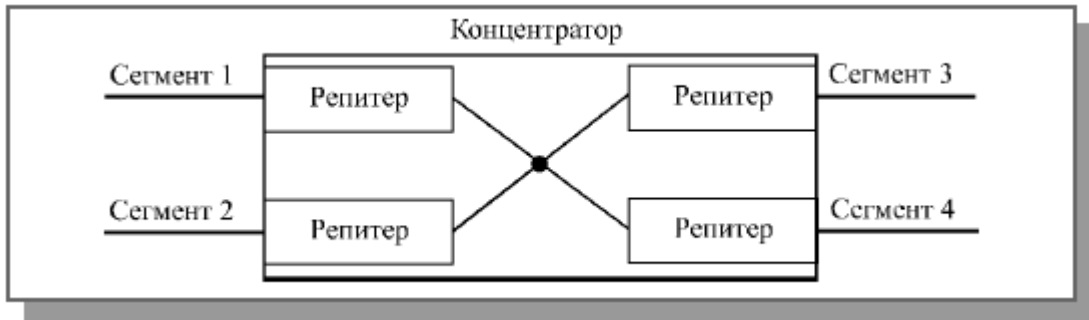 Концентратор
Сегмент 1
Сегмент 3
Репитер
Репитер
Сегмент 2
Сегмент 4
Репитер
Репитер